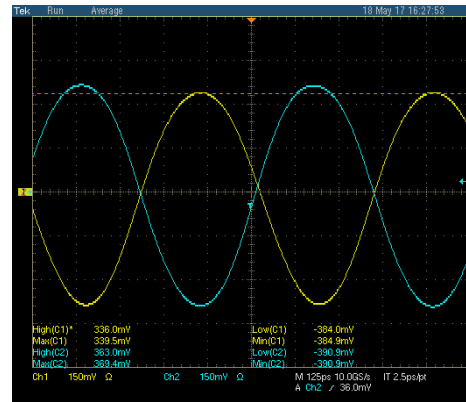 Tek Run Average 18 May 17 16:27:53
High(C1)* 336.0mV Low(C1) -384.0mV
Max(C1) 339.5mV Min(C1) -384.9mV
High(C2) 363.0mV Low(C2) -390.9mV
Max(C2) 369.4mV Min(C2) -390.9mV
Ch1 150mV Ω Ch2 150mV Ω M 125ps 10.0GS/s IT 2.5ps/pt
A Ch2 ∕ 36.0mV